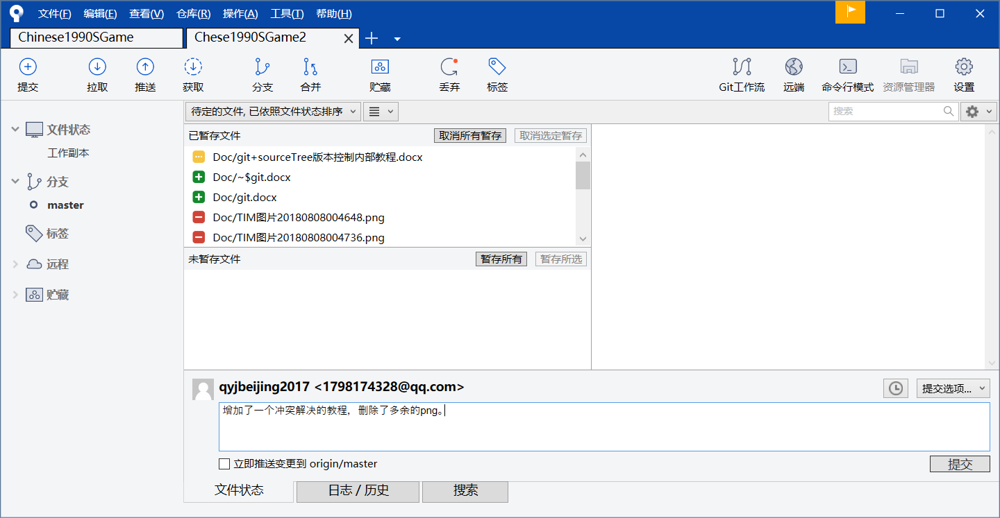 文件(F) 编辑(E) 查看(V) 仓库(R) 操作(A) 工具(T) 帮助(H)
Chinese1990SGame Chese1990SGame2
提交 拉取 推送 获取 分支 合并 贮藏 丢弃 标签 Git工作流 远端 命令行模式 资源管理器 设置
待定的文件, 已依照文件状态排序 搜索
文件状态
工作副本
分支
master
标签
远程
贮藏
已暂存文件 取消所有暂存 取消选定暂存
Doc/git+sourceTree版本控制内部教程.docx
Doc/~$git.docx
Doc/git.docx
Doc/TIM图片20180808004648.png
Doc/TIM图片20180808004736.png
未暂存文件 暂存所有 暂存所选
qyjbeijing2017 <1798174328@qq.com> 提交选项...
增加了一个冲突解决的教程，删除了多余的png。
立即推送变更到 origin/master 提交
文件状态 日志 / 历史 搜索